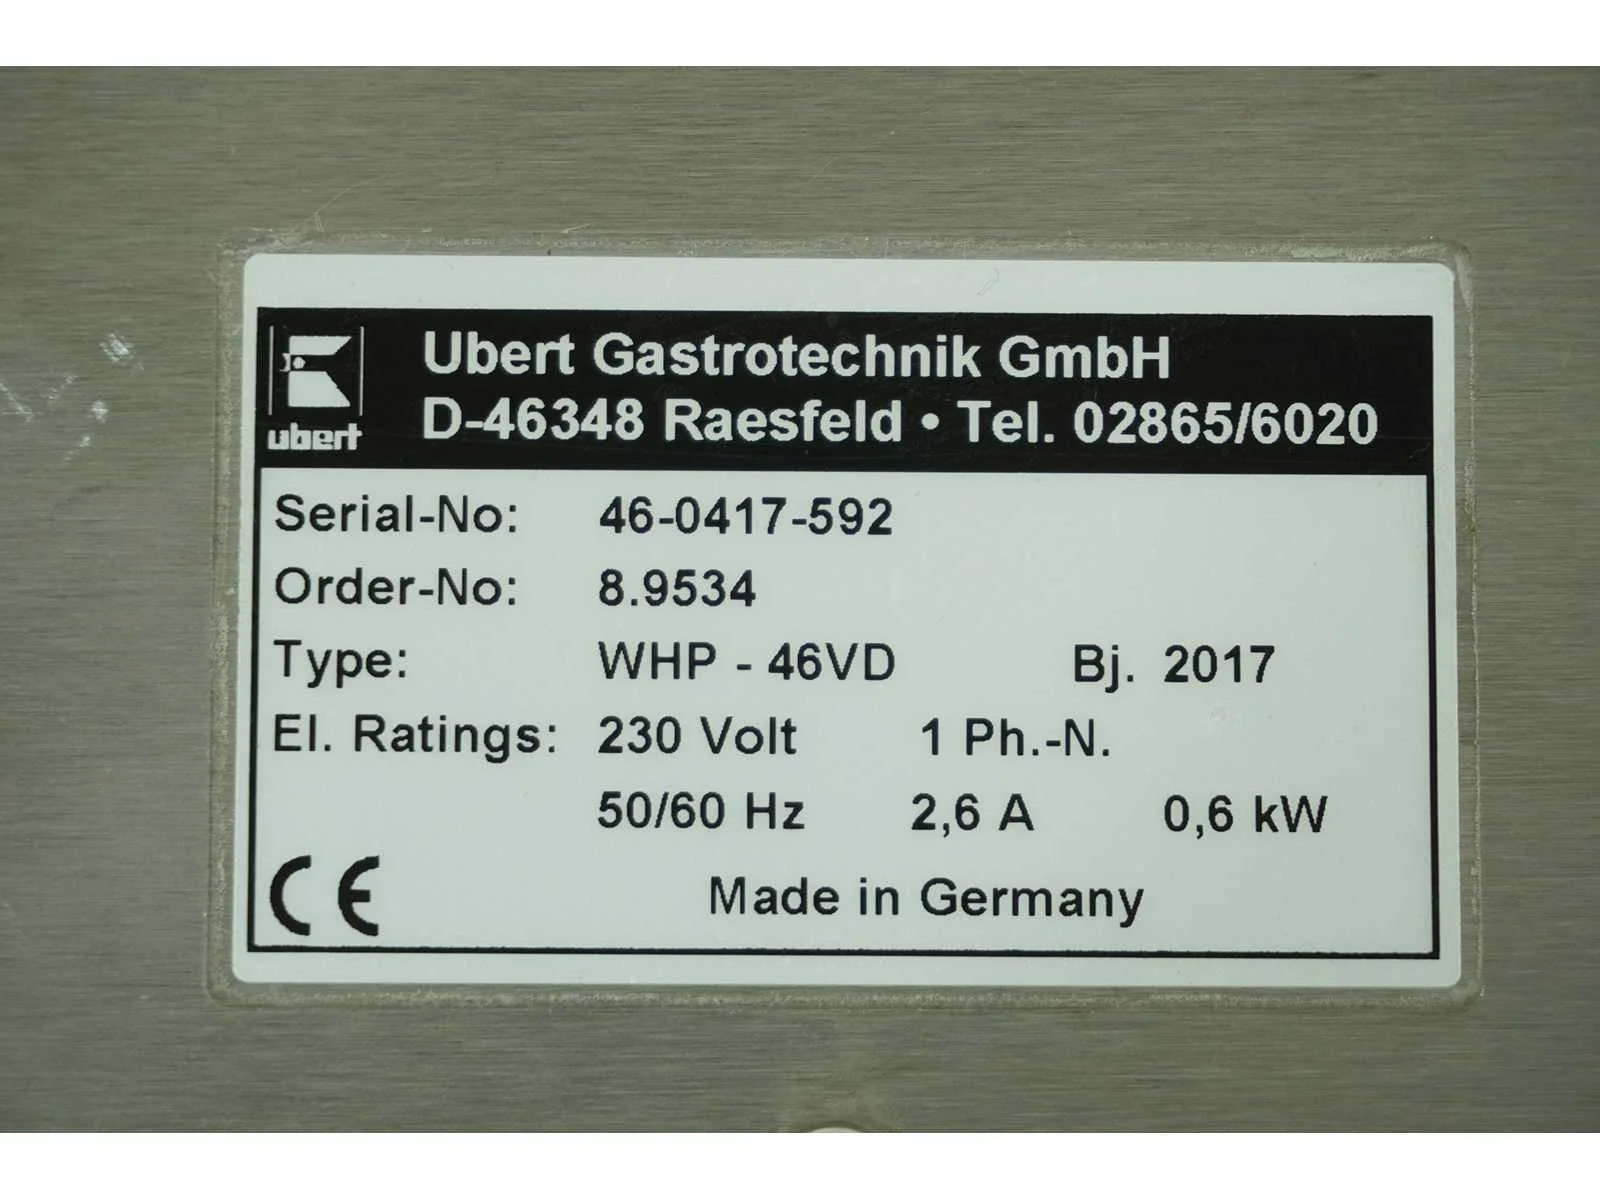 ubert
Ubert Gastrotechnik GmbH
D-46348 Raesfeld • Tel. 02865/6020
Serial-No: 46-0417-592
Order-No: 8.9534
Type: WHP - 46VD Bj. 2017
El. Ratings: 230 Volt 1 Ph.-N.
50/60 Hz 2,6 A 0,6 kW
CE Made in Germany